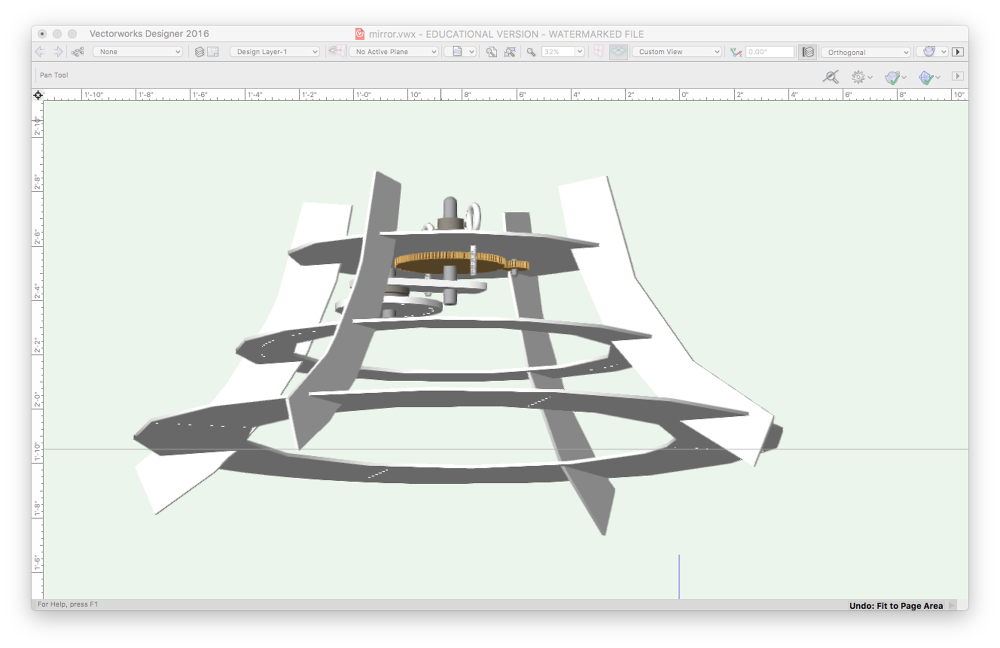 Vectorworks Designer 2016
mirror.vwx - EDUCATIONAL VERSION - WATERMARKED FILE
None
Design Layer-1
No Active Plane
32%
Custom View
0.00°
Orthogonal
Pan Tool
1'-10" 1'-8" 1'-6" 1'-4" 1'-2" 1'-0" 10" 8" 6" 4" 2" 0" 2" 4" 6" 8" 10"
2'-10"
2'-8"
2'-6"
2'-4"
2'-2"
2'-0"
1'-10"
1'-8"
1'-6"
For Help, press F1
Undo: Fit to Page Area